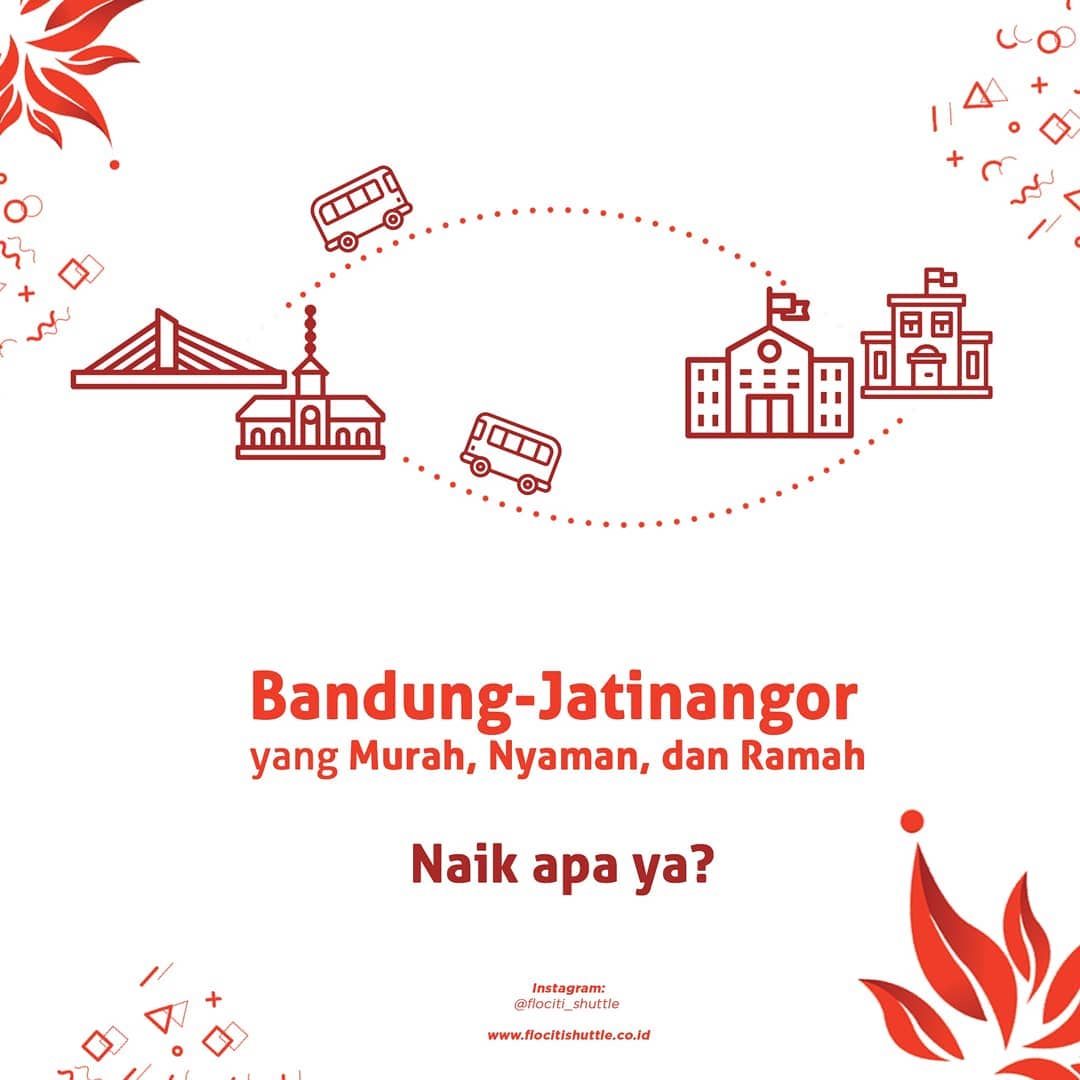 Bandung-Jatinangor
yang Murah, Nyaman, dan Ramah
Naik apa ya?
Instagram:
@flociti_shuttle
www.flocitishuttle.co.id